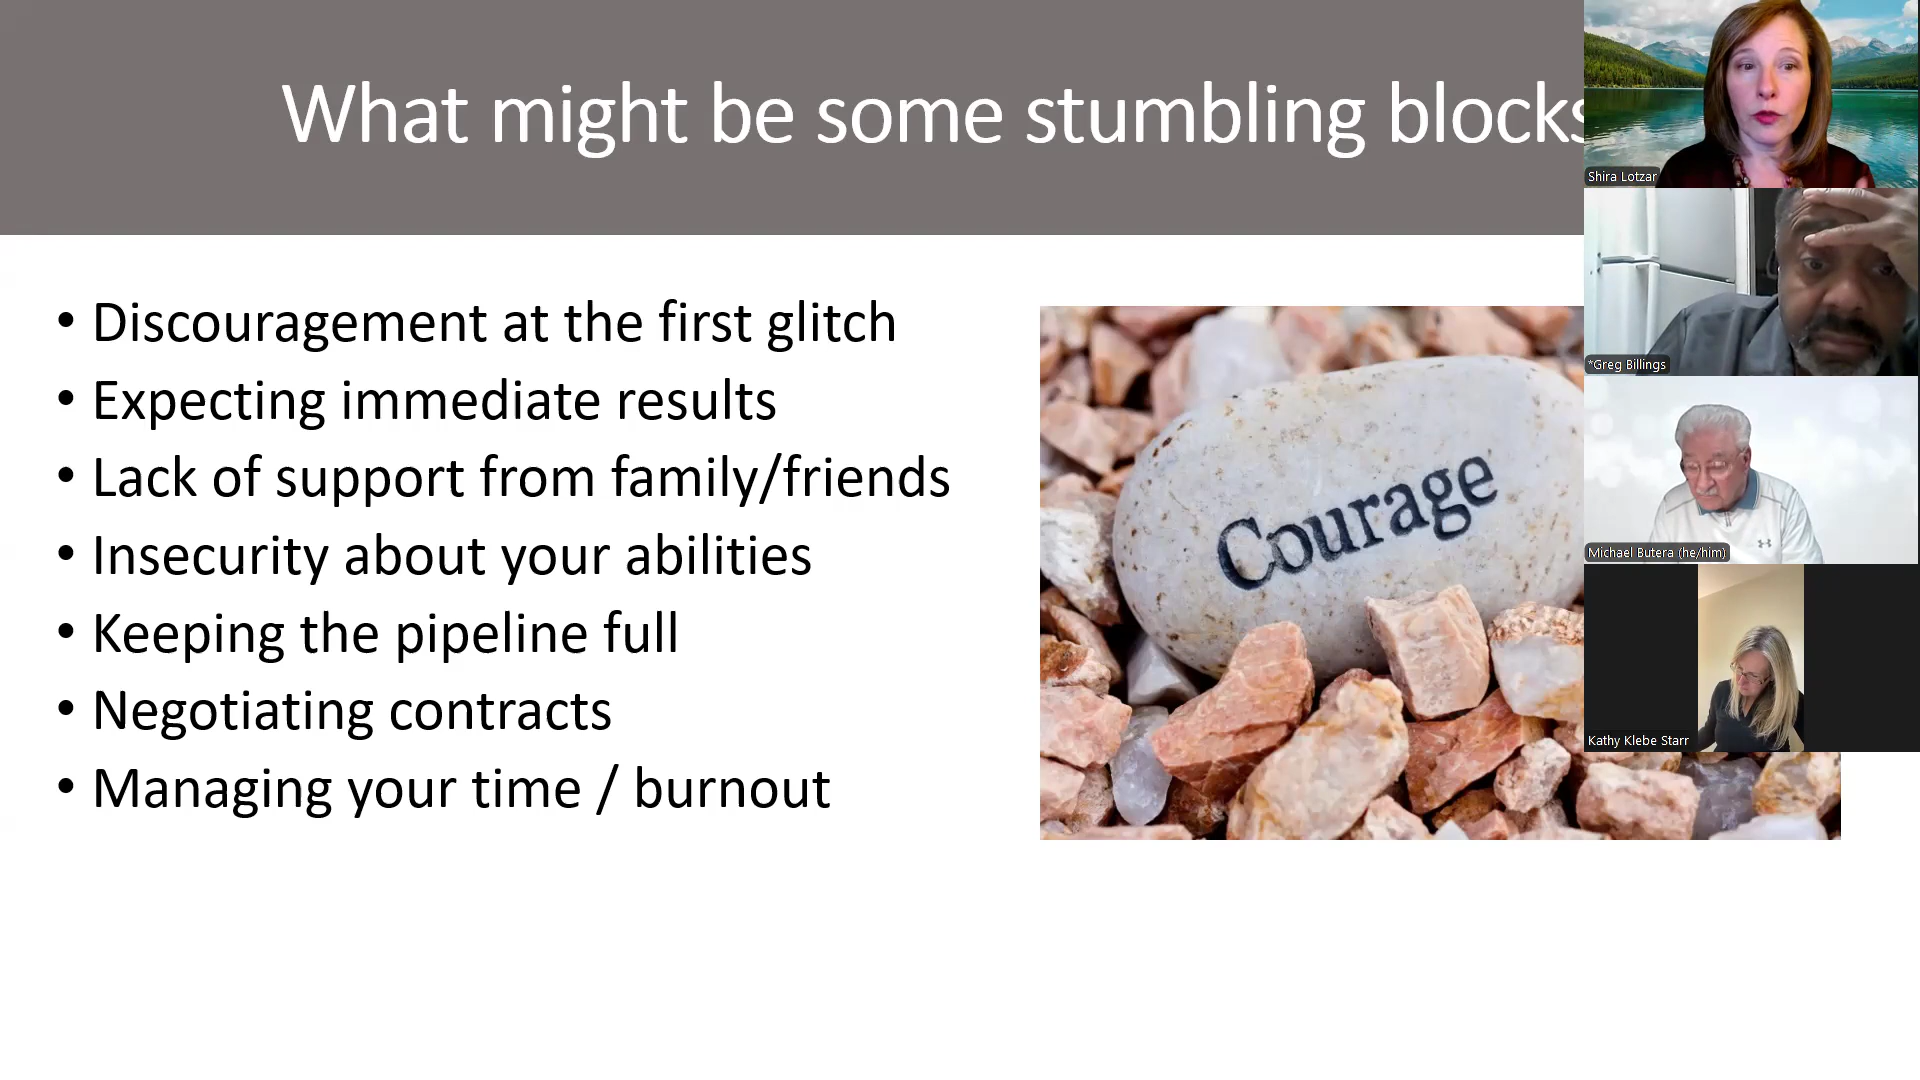 What might be some stumbling blocks
• Discouragement at the first glitch
• Expecting immediate results
• Lack of support from family/friends
• Insecurity about your abilities
• Keeping the pipeline full
• Negotiating contracts
• Managing your time / burnout
Courage
Shira Lotzar
*Greg Billings
Michael Butera (he/him)
Kathy Klebe Starr